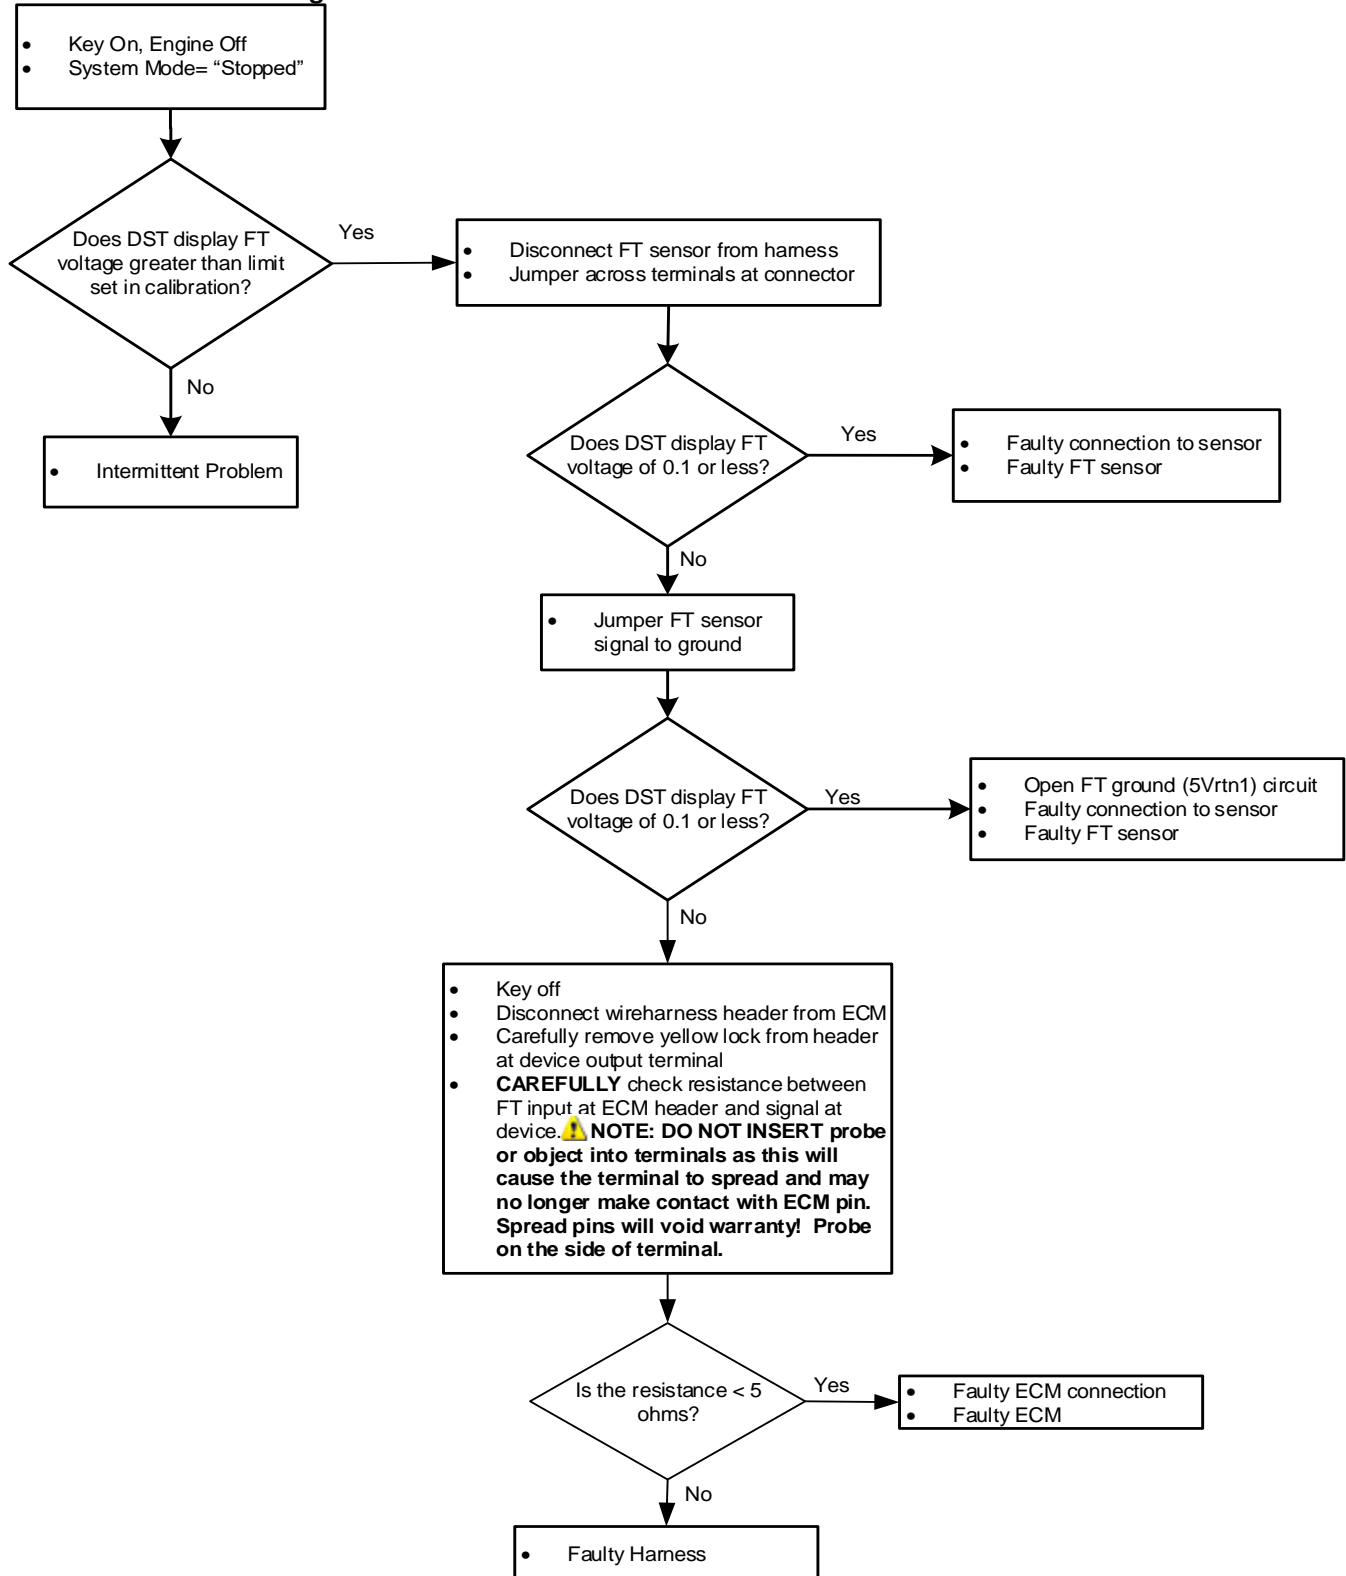 • Key On, Engine Off
• System Mode= “Stopped”
Does DST display FT
voltage greater than limit
set in calibration?
Yes
• Disconnect FT sensor from harness
• Jumper across terminals at connector
No
• Intermittent Problem
Does DST display FT
voltage of 0.1 or less?
Yes
• Faulty connection to sensor
• Faulty FT sensor
No
• Jumper FT sensor
signal to ground
Does DST display FT
voltage of 0.1 or less?
Yes
• Open FT ground (5Vrtn1) circuit
• Faulty connection to sensor
• Faulty FT sensor
No
• Key off
• Disconnect wireharness header from ECM
• Carefully remove yellow lock from header
at device output terminal
• CAREFULLY check resistance between
FT input at ECM header and signal at
device. NOTE: DO NOT INSERT probe
or object into terminals as this will
cause the terminal to spread and may
no longer make contact with ECM pin.
Spread pins will void warranty! Probe
on the side of terminal.
Is the resistance < 5
ohms?
Yes
• Faulty ECM connection
• Faulty ECM
No
• Faulty Harness